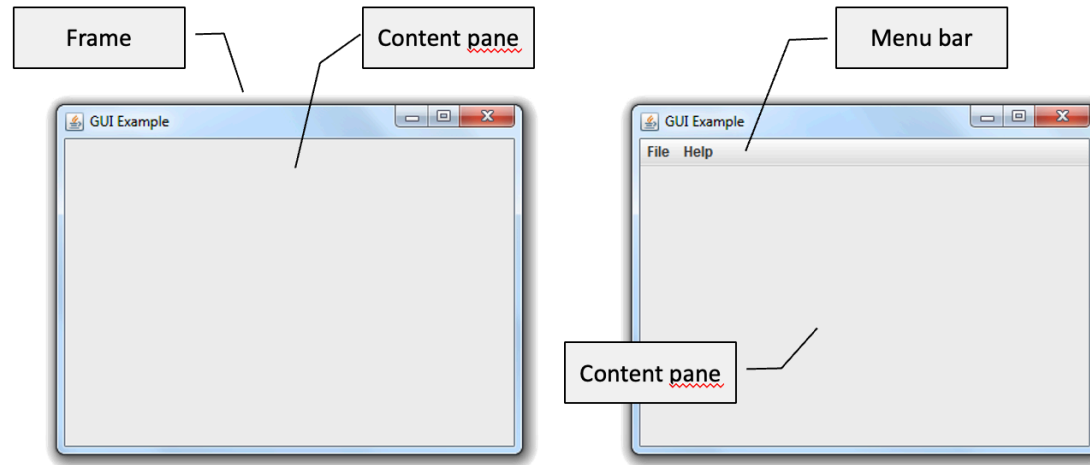 Frame
Content pane
Menu bar
GUI Example
GUI Example
File Help
Content pane